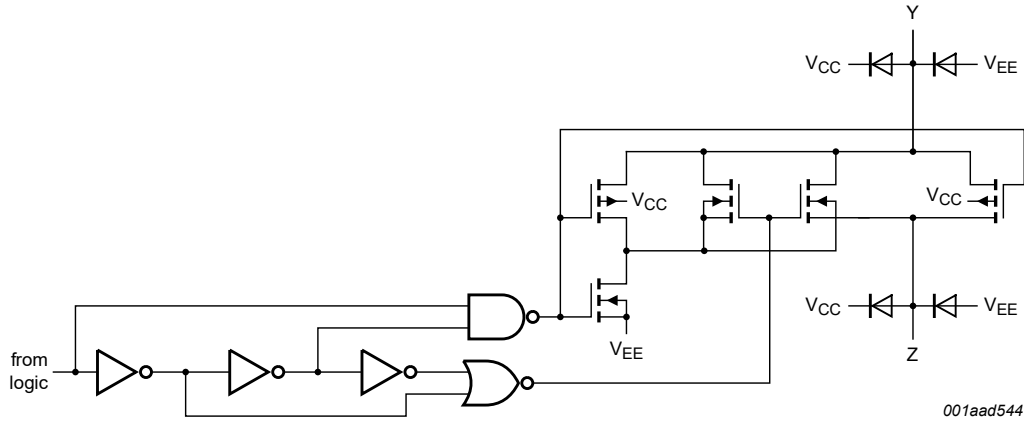 Y
VCC
VEE
VCC
VCC
VCC
VEE
VEE
from
logic
Z
001aad544